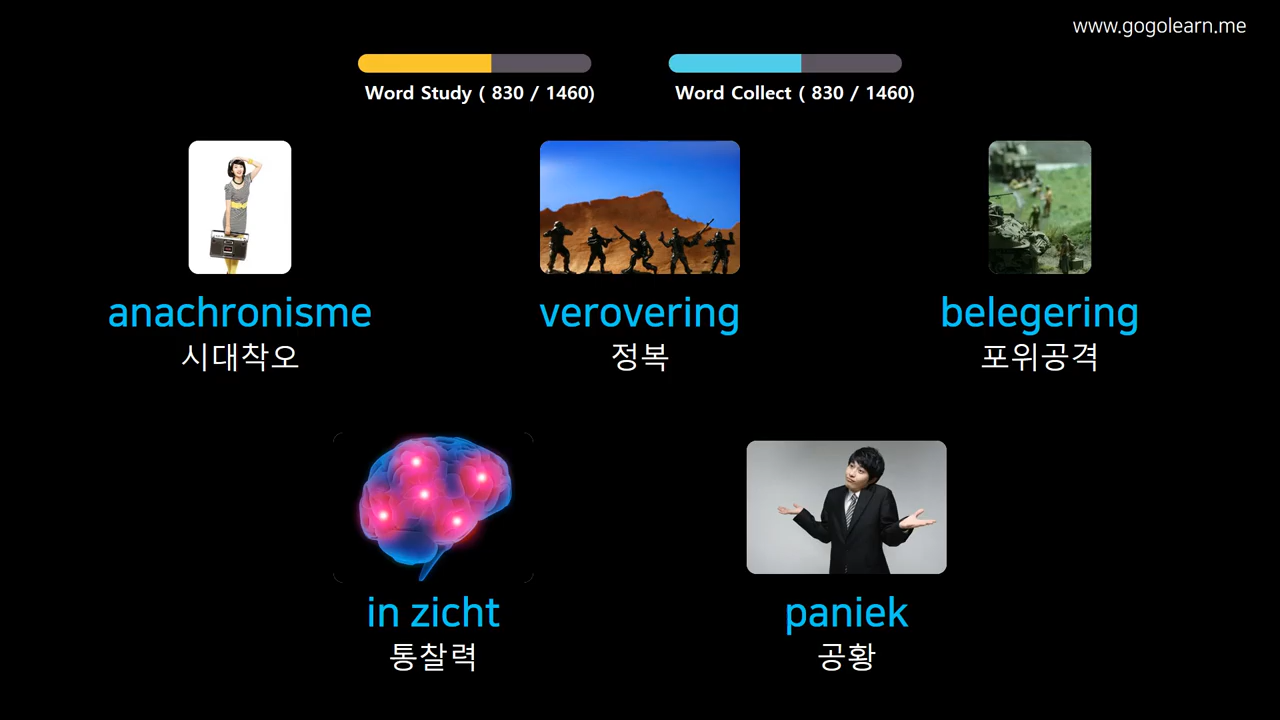 www.gogolearn.me
Word Study ( 830 / 1460)
Word Collect ( 830 / 1460)
anachronisme
시대착오
verovering
정복
belegering
포위공격
in zicht
통찰력
paniek
공황